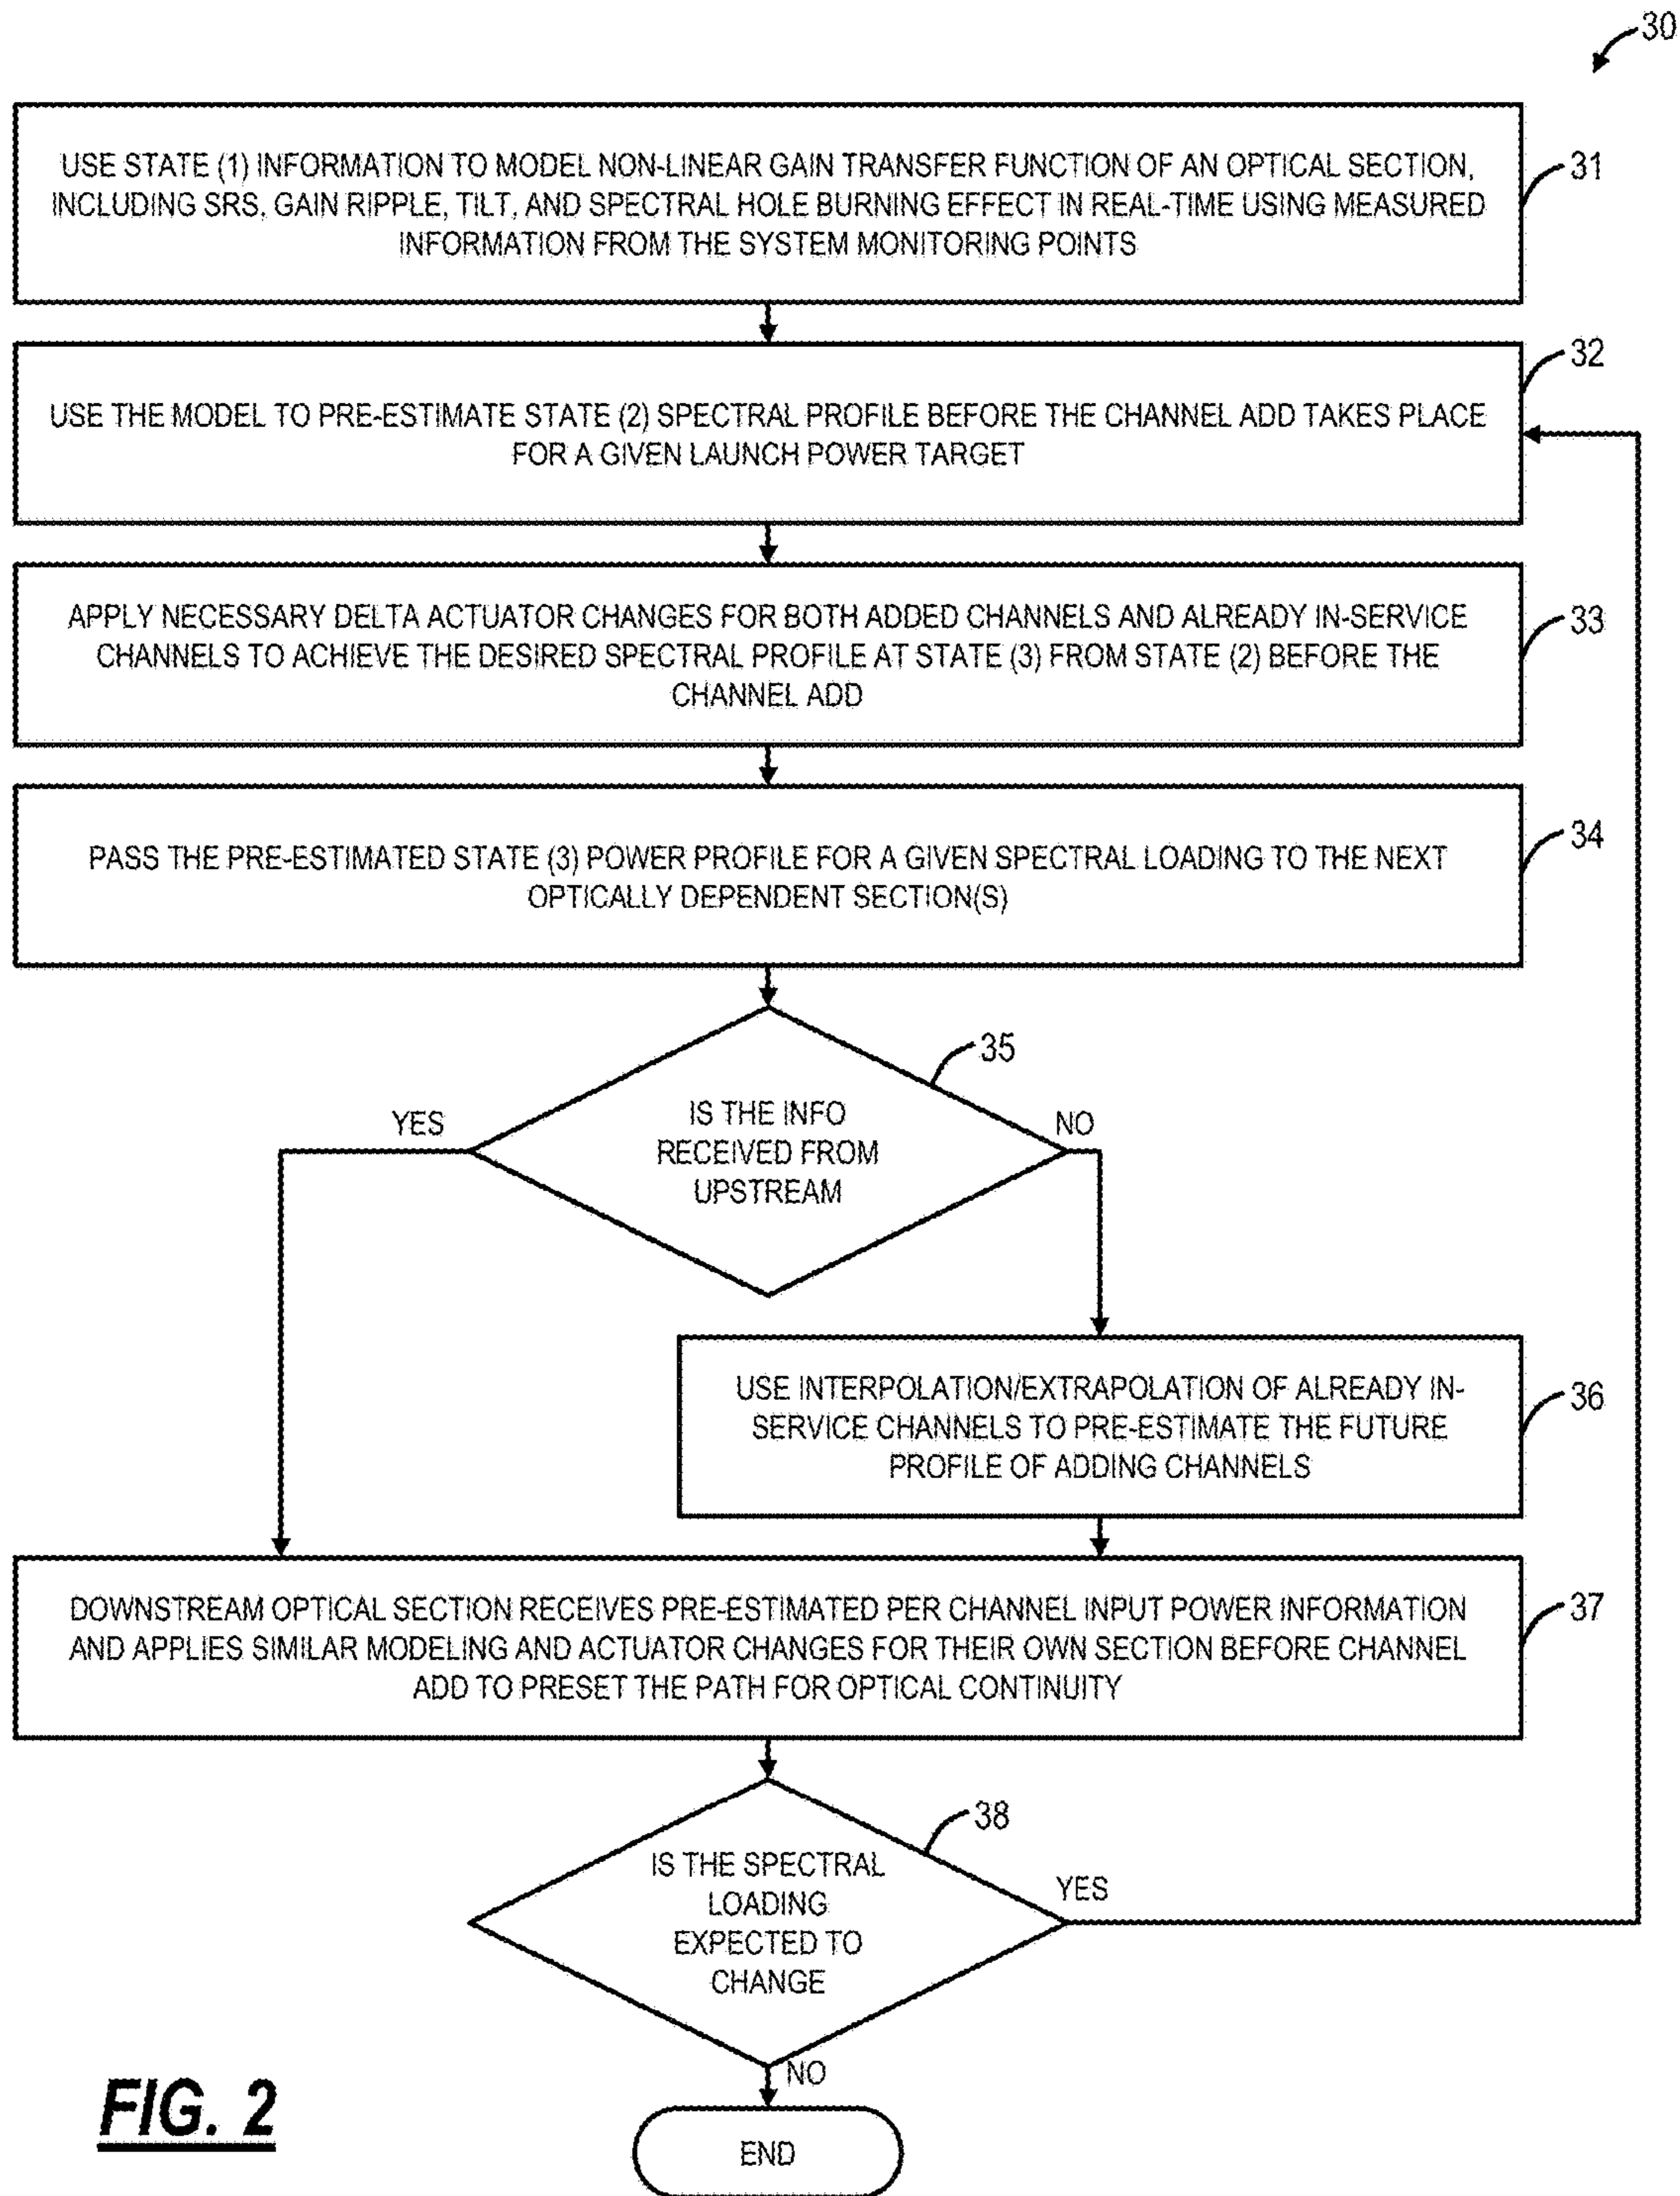 30
USE STATE (1) INFORMATION TO MODEL NON-LINEAR GAIN TRANSFER FUNCTION OF AN OPTICAL SECTION,
INCLUDING SRS, GAIN RIPPLE, TILT, AND SPECTRAL HOLE BURNING EFFECT IN REAL-TIME USING MEASURED
INFORMATION FROM THE SYSTEM MONITORING POINTS
31
USE THE MODEL TO PRE-ESTIMATE STATE (2) SPECTRAL PROFILE BEFORE THE CHANNEL ADD TAKES PLACE
FOR A GIVEN LAUNCH POWER TARGET
32
APPLY NECESSARY DELTA ACTUATOR CHANGES FOR BOTH ADDED CHANNELS AND ALREADY IN-SERVICE
CHANNELS TO ACHIEVE THE DESIRED SPECTRAL PROFILE AT STATE (3) FROM STATE (2) BEFORE THE
CHANNEL ADD
33
PASS THE PRE-ESTIMATED STATE (3) POWER PROFILE FOR A GIVEN SPECTRAL LOADING TO THE NEXT
OPTICALLY DEPENDENT SECTION(S)
34
IS THE INFO
RECEIVED FROM
UPSTREAM
35
YES
NO
USE INTERPOLATION/EXTRAPOLATION OF ALREADY IN-
SERVICE CHANNELS TO PRE-ESTIMATE THE FUTURE
PROFILE OF ADDING CHANNELS
36
DOWNSTREAM OPTICAL SECTION RECEIVES PRE-ESTIMATED PER CHANNEL INPUT POWER INFORMATION
AND APPLIES SIMILAR MODELING AND ACTUATOR CHANGES FOR THEIR OWN SECTION BEFORE CHANNEL
ADD TO PRESET THE PATH FOR OPTICAL CONTINUITY
37
IS THE SPECTRAL
LOADING
EXPECTED TO
CHANGE
38
YES
NO
END
FIG. 2